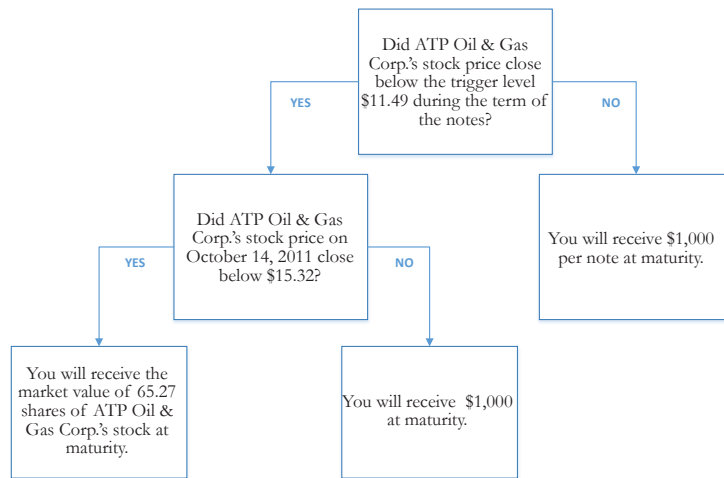 Did ATP Oil & Gas
Corp.'s stock price close
below the trigger level
$11.49 during the term of
the notes?
YES
NO
Did ATP Oil & Gas
Corp.'s stock price on
October 14, 2011 close
below $15.32?
You will receive $1,000
per note at maturity.
YES
NO
You will receive the
market value of 65.27
shares of ATP Oil &
Gas Corp.'s stock at
maturity.
You will receive $1,000
at maturity.